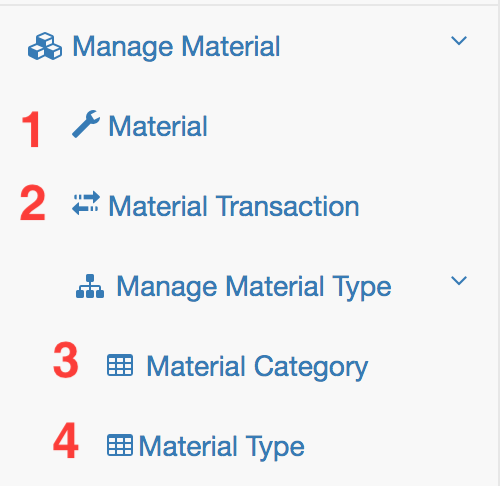 Manage Material
1 Material
2 Material Transaction
Manage Material Type
3 Material Category
4 Material Type